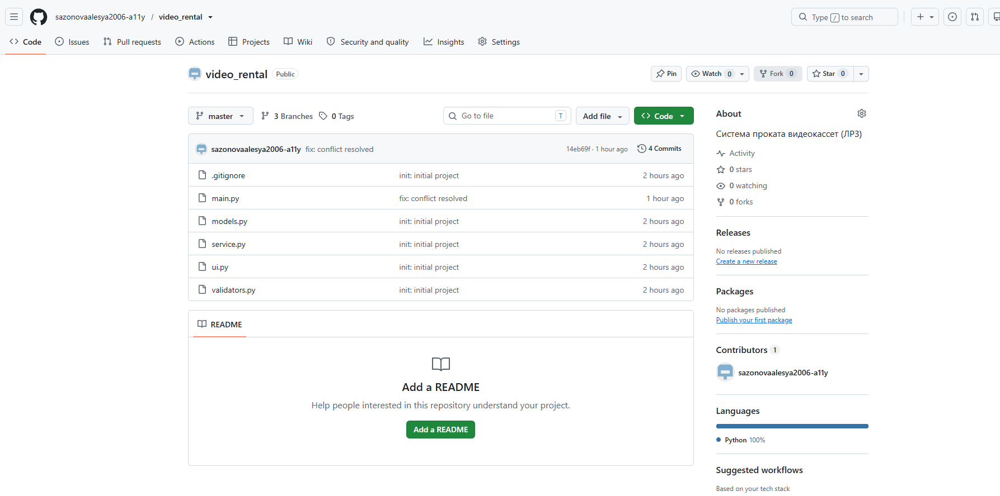 sazonovaalesya2006-a11y / video_rental
Type / to search
Code Issues Pull requests Actions Projects Wiki Security and quality Insights Settings
video_rental Public
Pin Watch 0 Fork 0 Star 0
master 3 Branches 0 Tags
Go to file T
Add file
Code
sazonovaalesya2006-a11y fix: conflict resolved 14eb69f · 1 hour ago 4 Commits
.gitignore init: initial project 2 hours ago
main.py fix: conflict resolved 1 hour ago
models.py init: initial project 2 hours ago
service.py init: initial project 2 hours ago
ui.py init: initial project 2 hours ago
validators.py init: initial project 2 hours ago
README
Add a README
Help people interested in this repository understand your project.
Add a README
About
Система проката видеокассет (ЛР3)
Activity
0 stars
0 watching
0 forks
Releases
No releases published
Create a new release
Packages
No packages published
Publish your first package
Contributors 1
sazonovaalesya2006-a11y
Languages
Python 100%
Suggested workflows
Based on your tech stack